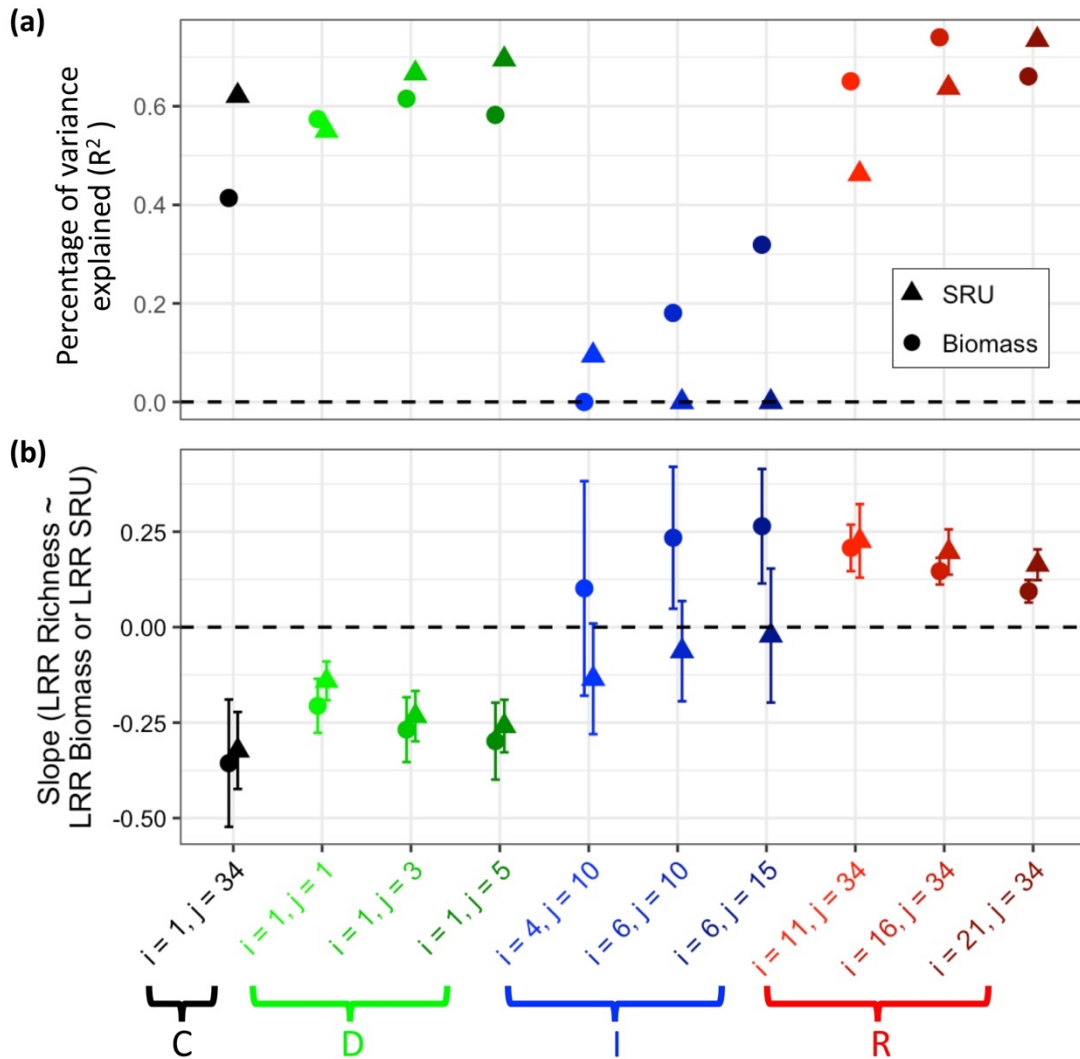 (a)
Percentage of variance
explained (R²)
0.6
0.4
0.2
0.0
SRU
Biomass
(b)
Slope (LRR Richness ~
LRR Biomass or LRR SRU)
0.25
0.00
-0.25
-0.50
i = 1, j = 34
i = 1, j = 1
i = 1, j = 3
i = 1, j = 5
i = 4, j = 10
i = 6, j = 10
i = 6, j = 15
i = 11, j = 34
i = 16, j = 34
i = 21, j = 34
C
D
I
R